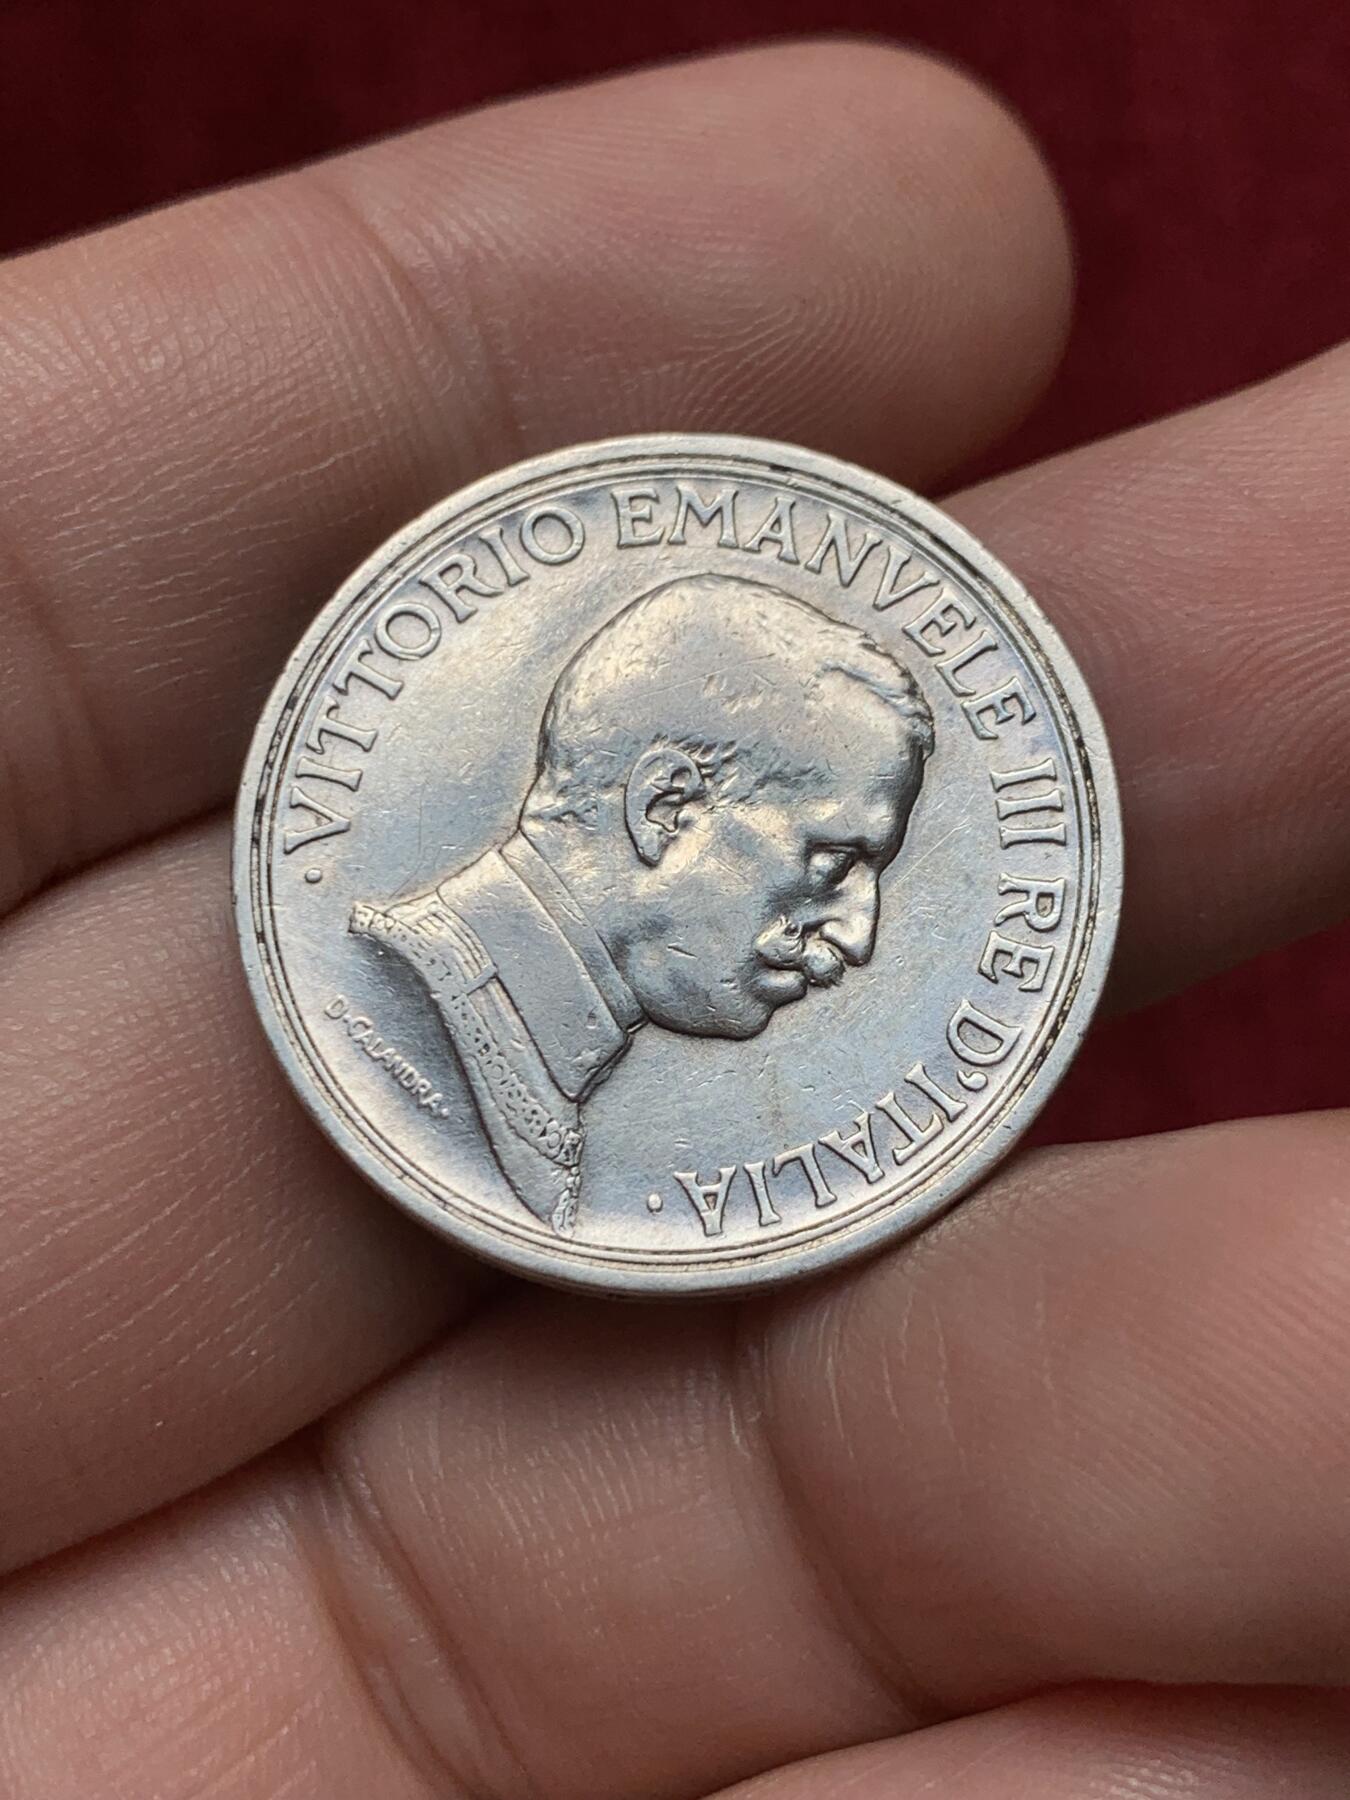 · VITTORIO EMANVELE III RE D'ITALIA ·
D·CALANDRA·